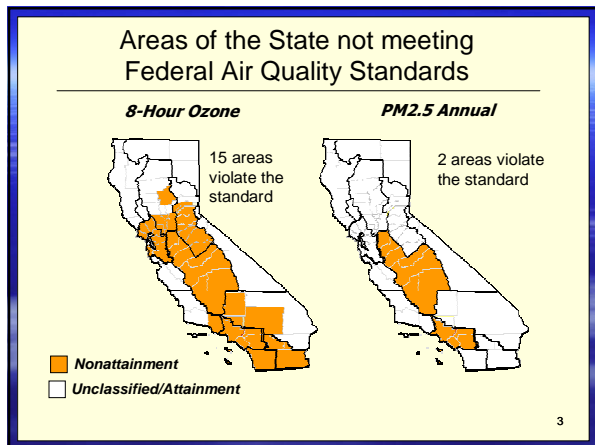 Areas of the State not meeting
Federal Air Quality Standards
8-Hour Ozone
15 areas
violate the
standard
PM2.5 Annual
2 areas violate
the standard
Nonattainment
Unclassified/Attainment
3